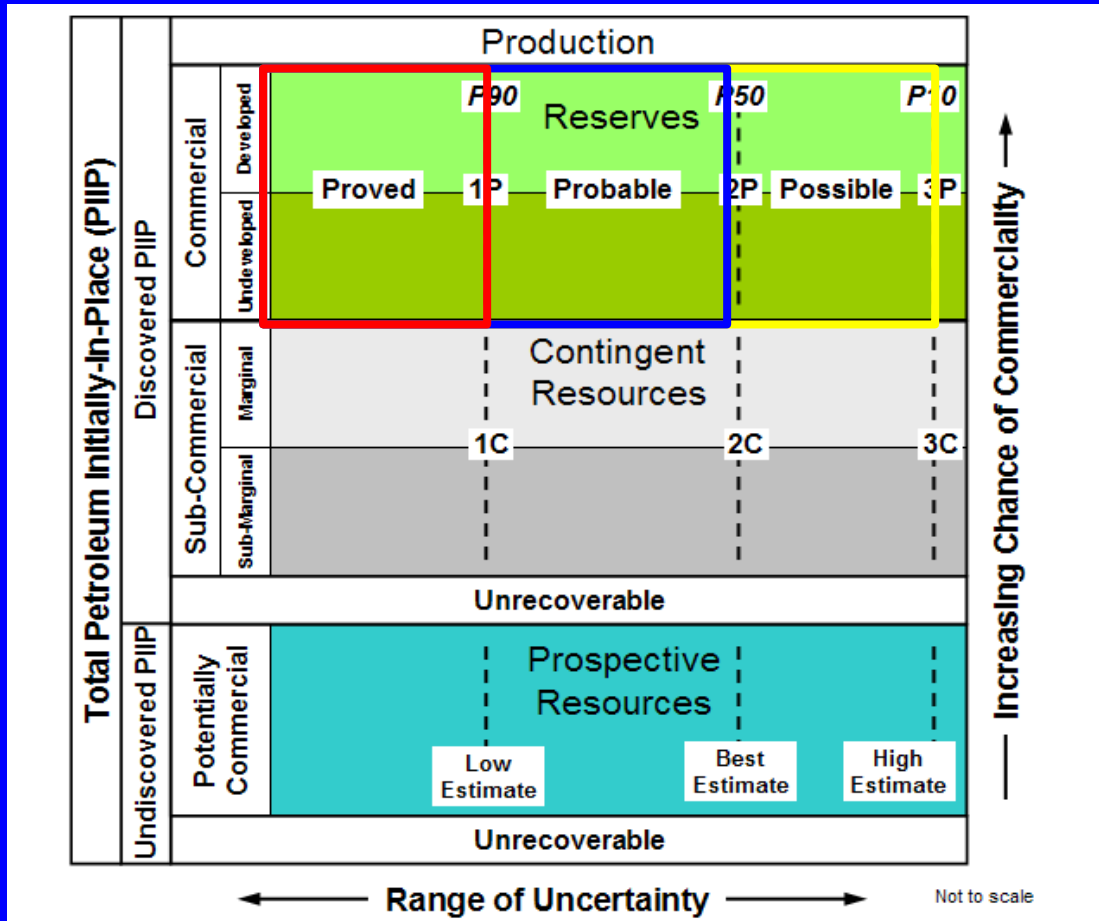 Production
Total Petroleum Initially-In-Place (PIIP)
Discovered PIIP
Commercial
Developed
P90
P50
P10
Reserves
Proved
1P
Probable
2P
Possible
3P
Undeveloped
Sub-Commercial
Marginal
Contingent
Resources
1C
2C
3C
Sub-Marginal
Unrecoverable
Undiscovered PIIP
Potentially
Commercial
Prospective
Resources
Low
Estimate
Best
Estimate
High
Estimate
Unrecoverable
Increasing Chance of Commerciality
Range of Uncertainty
Not to scale